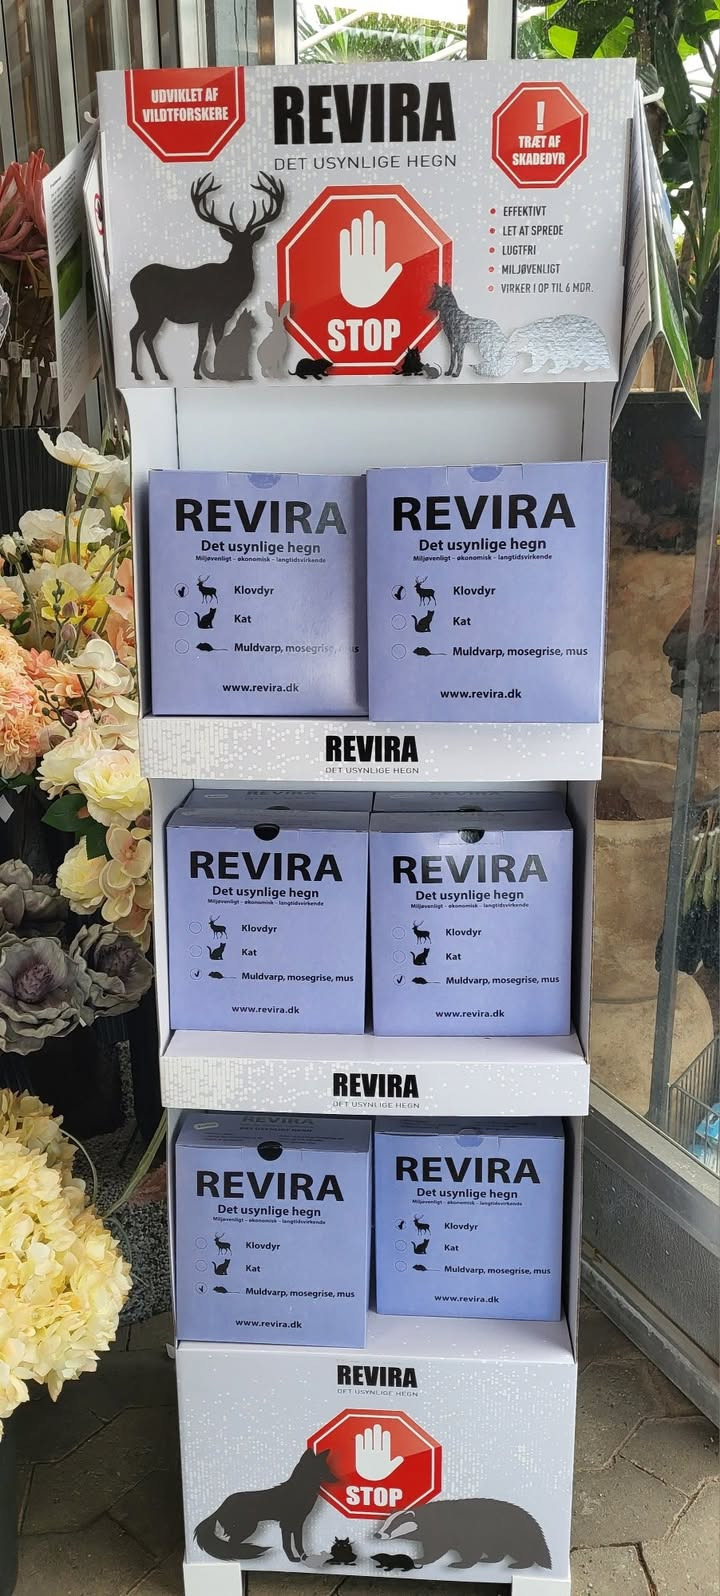 UDVIKLET AF
VILDTFORSKERE
REVIRA
DET USYNLIGE HEGN
!
TRÆT AF
SKADEDYR
• EFFEKTIVT
• LET AT SPREDE
• LUGTFRI
• MILJØVENLIGT
• VIRKER I OP TIL 6 MDR.
STOP
REVIRA
Det usynlige hegn
Miljøvenligt – økonomisk – langtidsvirkende
Klovdyr
Kat
Muldvarp, mosegrise, mus
www.revira.dk
REVIRA
Det usynlige hegn
Miljøvenligt – økonomisk – langtidsvirkende
Klovdyr
Kat
Muldvarp, mosegrise, mus
www.revira.dk
REVIRA
DET USYNLIGE HEGN
REVIRA
Det usynlige hegn
Miljøvenligt – økonomisk – langtidsvirkende
Klovdyr
Kat
Muldvarp, mosegrise, mus
www.revira.dk
REVIRA
Det usynlige hegn
Miljøvenligt – økonomisk – langtidsvirkende
Klovdyr
Kat
Muldvarp, mosegrise, mus
www.revira.dk
REVIRA
DET USYNLIGE HEGN
REVIRA
REVIRA
Det usynlige hegn
Miljøvenligt – økonomisk – langtidsvirkende
Klovdyr
Kat
Muldvarp, mosegrise, mus
www.revira.dk
REVIRA
Det usynlige hegn
Miljøvenligt – økonomisk – langtidsvirkende
Klovdyr
Kat
Muldvarp, mosegrise, mus
www.revira.dk
REVIRA
DET USYNLIGE HEGN
STOP